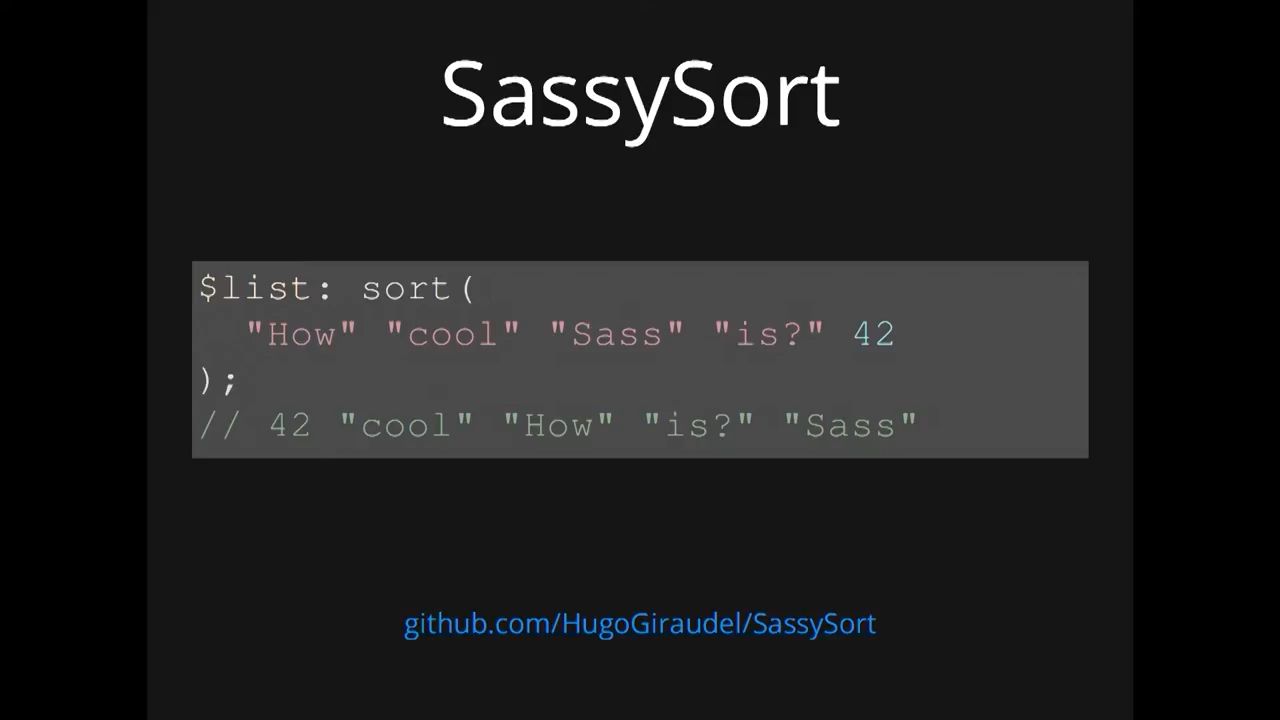 SassySort
$list: sort(
  "How" "cool" "Sass" "is?" 42
);
// 42 "cool" "How" "is?" "Sass"
github.com/HugoGiraudel/SassySort